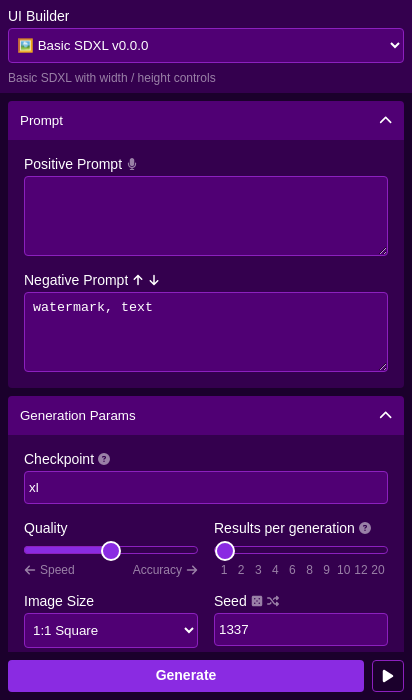 UI Builder
🖼️ Basic SDXL v0.0.0
Basic SDXL with width / height controls
Prompt
Positive Prompt
Negative Prompt ↑ ↓
watermark, text
Generation Params
Checkpoint ?
xl
Quality
← Speed Accuracy →
Results per generation ?
1 2 3 4 6 8 9 10 12 20
Image Size
1:1 Square
Seed
1337
Generate